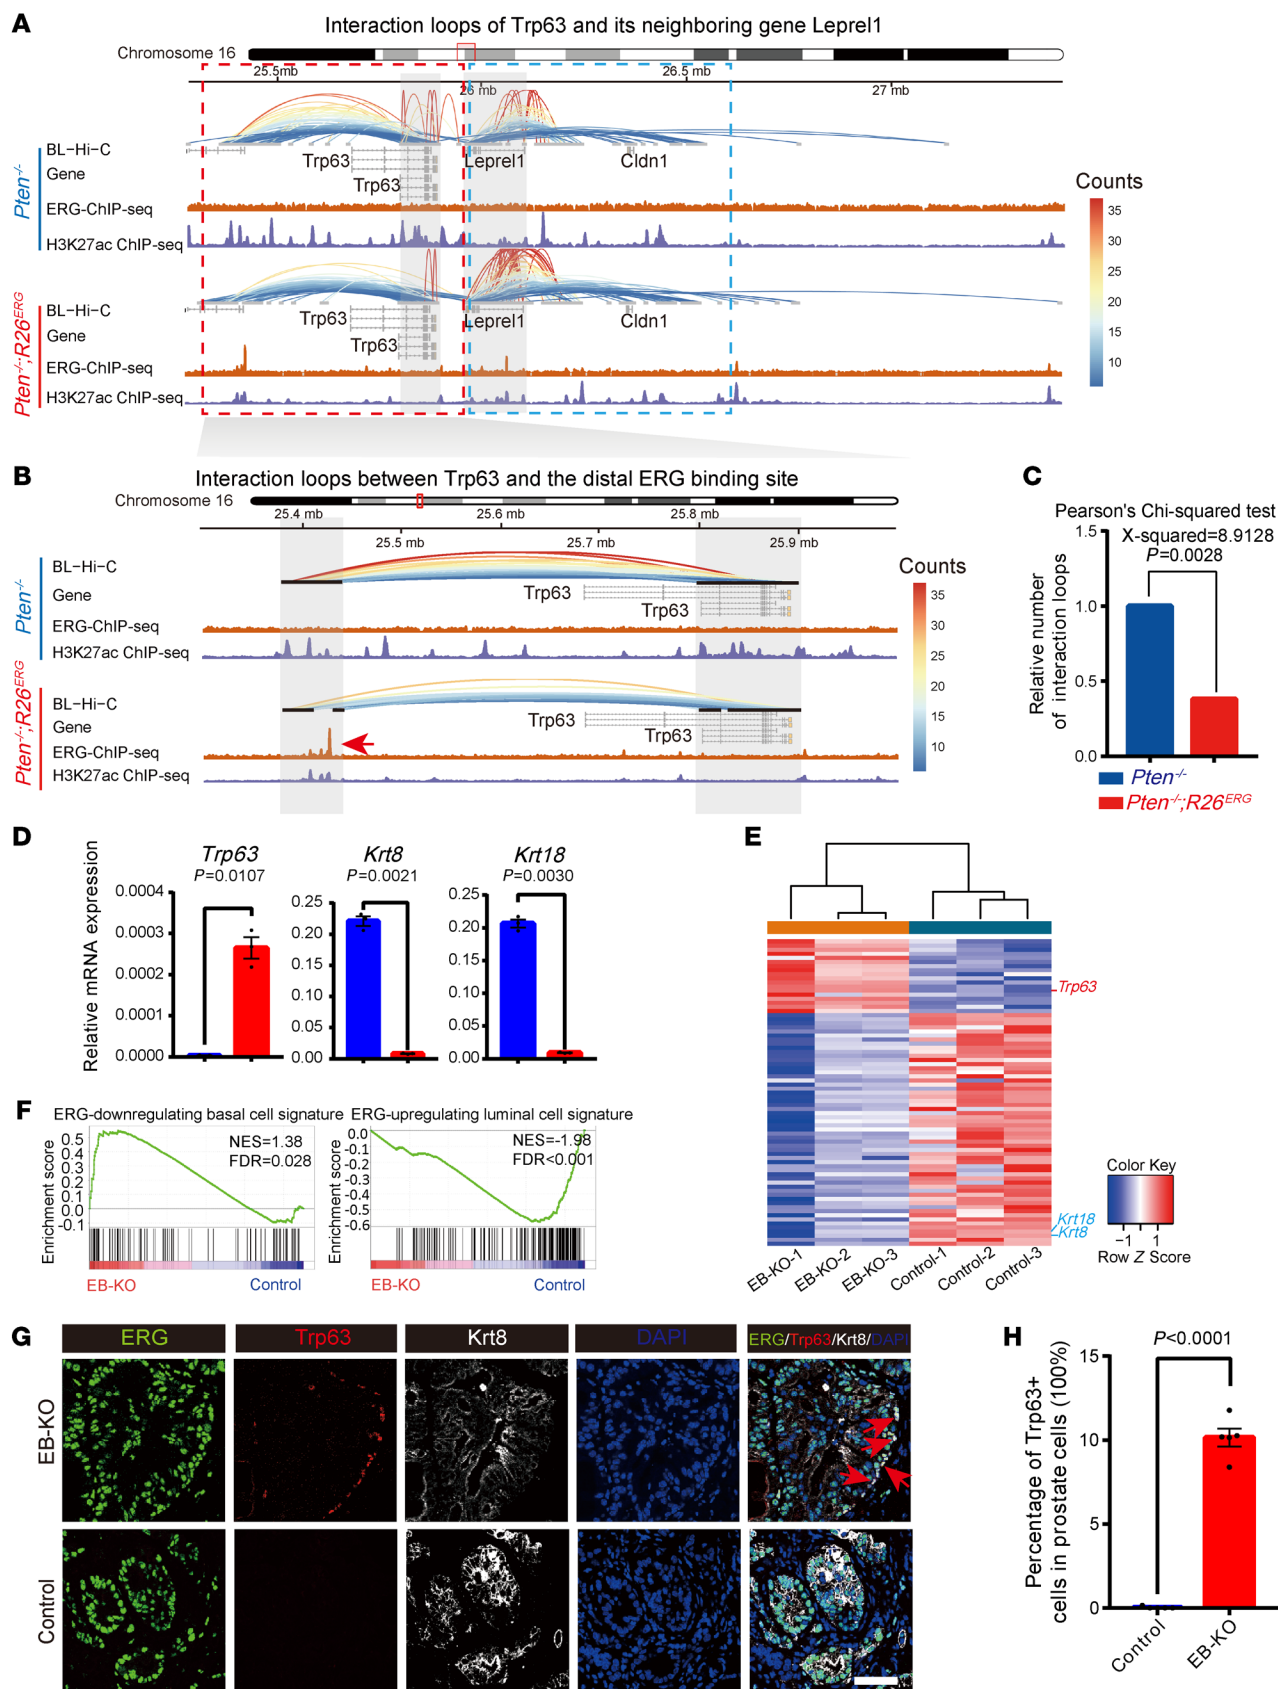 A
Interaction loops of Trp63 and its neighboring gene Leprel1
Chromosome 16
25.5mb
26.5 mb
26 mb
27 mb
Pten-/-
BL-Hi-C
Gene
Trp63
Trp63
Leprel1
Cldn1
ERG-ChIP-seq
H3K27ac ChIP-seq
Pten-/-;R26ERG
BL-Hi-C
Gene
Trp63
Trp63
Leprel1
Cldn1
ERG-ChIP-seq
H3K27ac ChIP-seq
Counts
35
30
25
20
15
10
B
Interaction loops between Trp63 and the distal ERG binding site
Chromosome 16
25.4 mb
25.6 mb
25.8 mb
25.5 mb
25.7 mb
25.9 mb
Pten-/-
BL-Hi-C
Gene
Trp63
Trp63
ERG-ChIP-seq
H3K27ac ChIP-seq
Pten-/-;R26ERG
BL-Hi-C
Gene
Trp63
Trp63
ERG-ChIP-seq
H3K27ac ChIP-seq
Counts
35
30
25
20
15
10
C
Pearson's Chi-squared test
X-squared=8.9128
P=0.0028
Relative number
of interaction loops
1.5
1.0
0.5
0.0
Pten-/-
Pten-/-;R26ERG
D
Relative mRNA expression
Trp63
P=0.0107
0.0004
0.0003
0.0002
0.0001
0.0000
Krt8
P=0.0021
0.25
0.20
0.15
0.10
0.05
0.00
Krt18
P=0.0030
0.25
0.20
0.15
0.10
0.05
0.00
E
Trp63
Krt18
Krt8
EB-KO-1
EB-KO-2
EB-KO-3
Control-1
Control-2
Control-3
Color Key
−1 1
Row Z Score
F
ERG-downregulating basal cell signature
Enrichment score
0.5
0.4
0.3
0.2
0.1
0.0
-0.1
NES=1.38
FDR=0.028
EB-KO
Control
ERG-upregulating luminal cell signature
Enrichment score
0.0
-0.1
-0.2
-0.3
-0.4
-0.5
-0.6
NES=-1.98
FDR<0.001
EB-KO
Control
G
ERG
Trp63
Krt8
DAPI
ERG/Trp63/Krt8/DAPI
EB-KO
Control
H
P<0.0001
Percentage of Trp63+
cells in prostate cells (100%)
15
10
5
0
Control
EB-KO